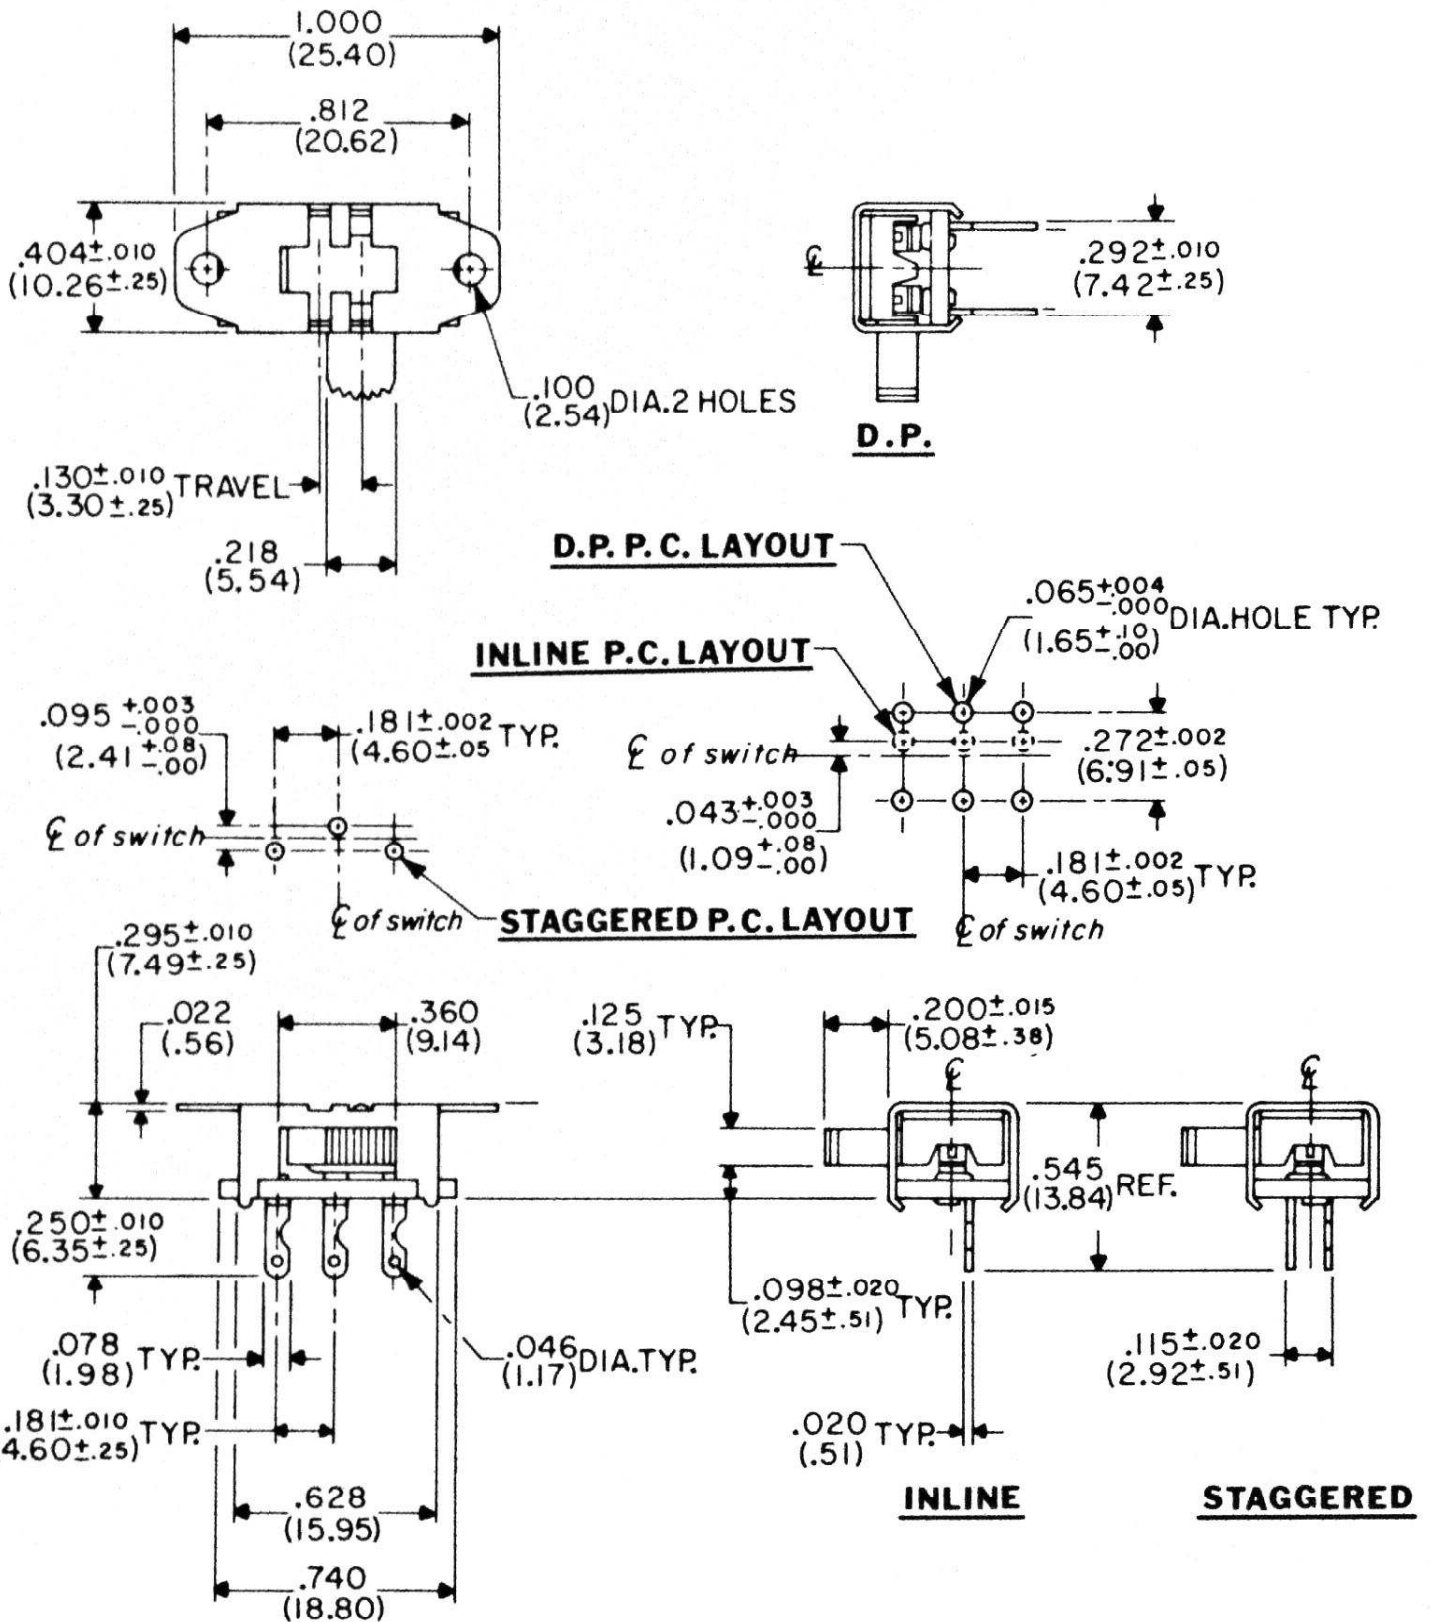 1.000
(25.40)
.812
(20.62)
.404±.010
(10.26±.25)
℄
.292±.010
(7.42±.25)
.100
(2.54) DIA.2 HOLES
D.P.
.130±.010
(3.30±.25) TRAVEL
.218
(5.54)
D.P. P.C. LAYOUT
.065+.004
-.000
(1.65+.10
-.00) DIA.HOLE TYP.
INLINE P.C. LAYOUT
.095 +.003
-.000
(2.41 +.08
-.00)
.181±.002
(4.60±.05 TYP.
℄ of switch
.272±.002
(6.91±.05)
.043+.003
-.000
(1.09+.08
-.00)
℄ of switch
.181±.002
(4.60±.05) TYP.
℄ of switch
STAGGERED P.C. LAYOUT
℄ of switch
.295±.010
(7.49±.25)
.022
(.56)
.360
(9.14)
.125
(3.18) TYP.
.200±.015
(5.08±.38)
℄
℄
.545
(13.84) REF.
.250±.010
(6.35±.25)
.098±.020
(2.45±.51) TYP.
.078
(1.98) TYP.
.046
(1.17) DIA.TYP.
.115±.020
(2.92±.51)
.181±.010
4.60±.25) TYP.
.020
(.51) TYP.
.628
(15.95)
INLINE
STAGGERED
.740
(18.80)